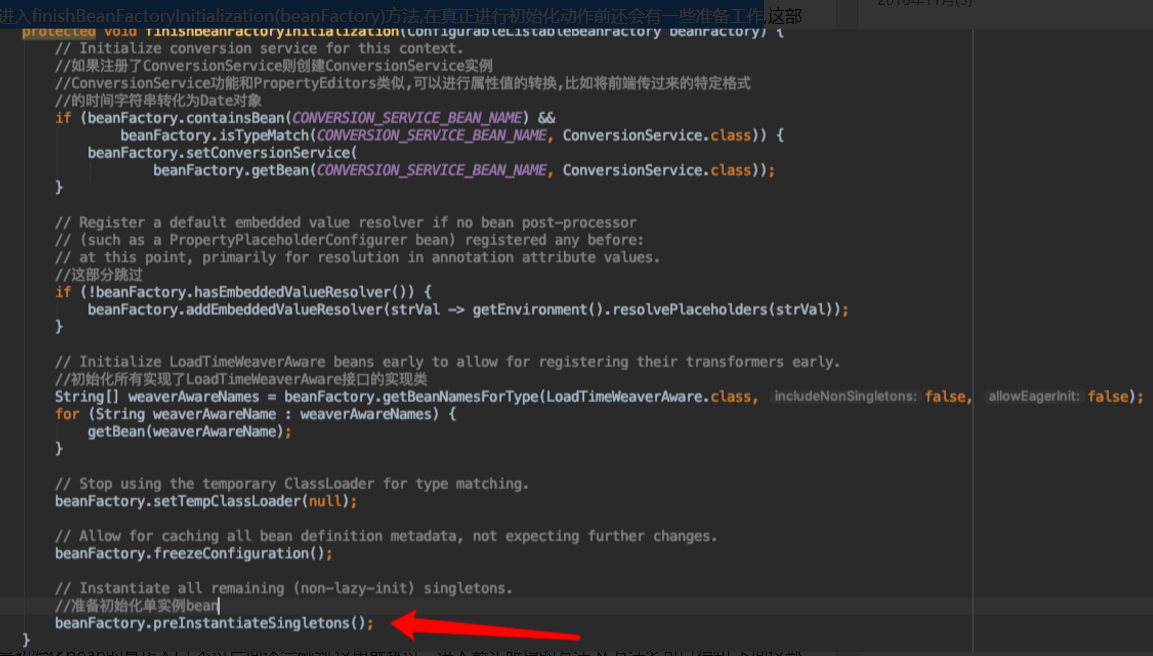 进入finishBeanFactoryInitialization(beanFactory)方法,在真正进行初始化动作前还会有一些准备工作,这部
2018年11月(5)
protected void finishBeanFactoryInitialization(ConfigurableListableBeanFactory beanFactory) {
// Initialize conversion service for this context.
//如果注册了ConversionService则创建ConversionService实例
//ConversionService功能和PropertyEditors类似,可以进行属性值的转换,比如将前端传过来的特定格式
//的时间字符串转化为Date对象
if (beanFactory.containsBean(CONVERSION_SERVICE_BEAN_NAME) &&
beanFactory.isTypeMatch(CONVERSION_SERVICE_BEAN_NAME, ConversionService.class)) {
beanFactory.setConversionService(
beanFactory.getBean(CONVERSION_SERVICE_BEAN_NAME, ConversionService.class));
}
// Register a default embedded value resolver if no bean post-processor
// (such as a PropertyPlaceholderConfigurer bean) registered any before:
// at this point, primarily for resolution in annotation attribute values.
//这部分跳过
if (!beanFactory.hasEmbeddedValueResolver()) {
beanFactory.addEmbeddedValueResolver(strVal -> getEnvironment().resolvePlaceholders(strVal));
}
// Initialize LoadTimeWeaverAware beans early to allow for registering their transformers early.
//初始化所有实现了LoadTimeWeaverAware接口的实现类
String[] weaverAwareNames = beanFactory.getBeanNamesForType(LoadTimeWeaverAware.class, includeNonSingletons: false, allowEagerInit: false);
for (String weaverAwareName : weaverAwareNames) {
getBean(weaverAwareName);
}
// Stop using the temporary ClassLoader for type matching.
beanFactory.setTempClassLoader(null);
// Allow for caching all bean definition metadata, not expecting further changes.
beanFactory.freezeConfiguration();
// Instantiate all remaining (non-lazy-init) singletons.
//准备初始化单实例bean
beanFactory.preInstantiateSingletons();
}